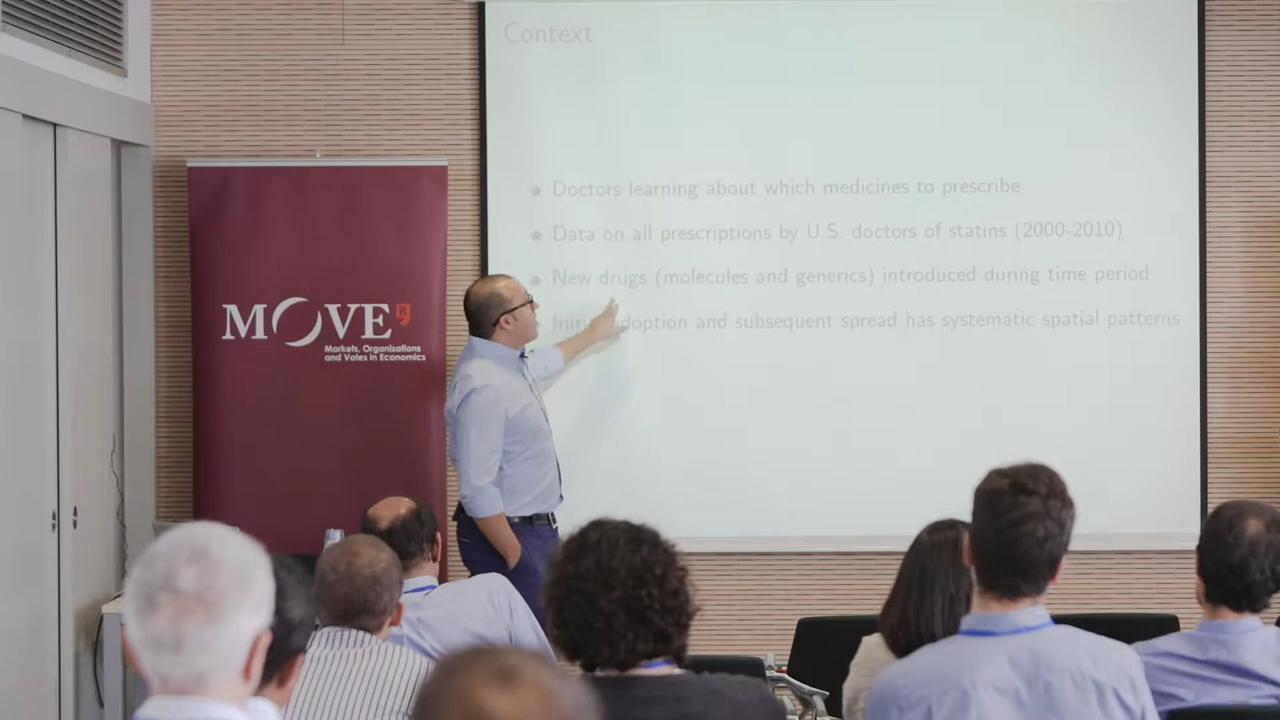 Context
Doctors learning about which medicines to prescribe
Data on all prescriptions by U.S. doctors of statins (2000-2010)
New drugs (molecules and generics) introduced during time period
adoption and subsequent spread has systematic spatial patterns
MOVE
Markets, Organizations
and Votes in Economics